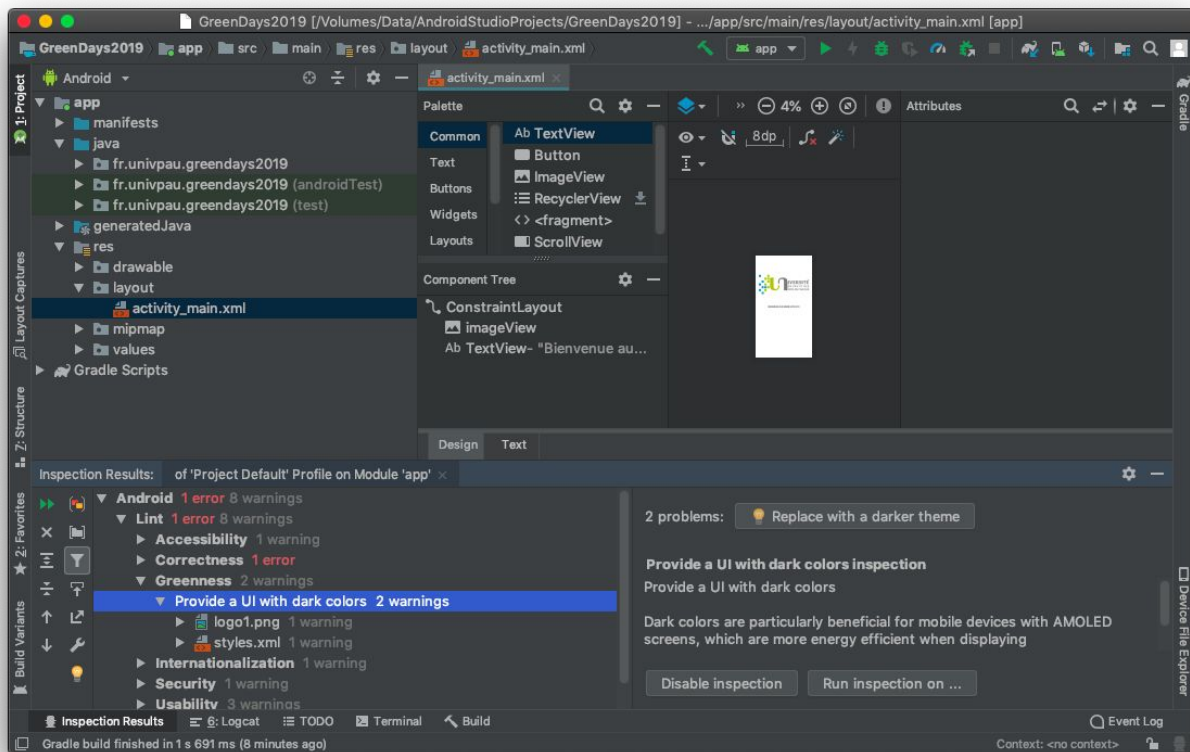 GreenDays2019 [/Volumes/Data/AndroidStudioProjects/GreenDays2019] - .../app/src/main/res/layout/activity_main.xml [app]
GreenDays2019 app src main res layout activity_main.xml app
1: Project
Layout Captures
7: Structure
2: Favorites
Build Variants
Android
app
manifests
java
fr.univpau.greendays2019
fr.univpau.greendays2019 (androidTest)
fr.univpau.greendays2019 (test)
generatedJava
res
drawable
layout
activity_main.xml
mipmap
values
Gradle Scripts
activity_main.xml
Palette
Common
Text
Buttons
Widgets
Layouts
Ab TextView
Button
ImageView
RecyclerView
<> <fragment>
ScrollView
Component Tree
ConstraintLayout
imageView
Ab TextView- "Bienvenue au...
Design Text
» 4%
8dp
Attributes
Gradle
Device File Explorer
Inspection Results: of 'Project Default' Profile on Module 'app'
Android 1 error 8 warnings
Lint 1 error 8 warnings
Accessibility 1 warning
Correctness 1 error
Greenness 2 warnings
Provide a UI with dark colors 2 warnings
logo1.png 1 warning
styles.xml 1 warning
Internationalization 1 warning
Security 1 warning
Usability 3 warnings
2 problems: Replace with a darker theme
Provide a UI with dark colors inspection
Provide a UI with dark colors
Dark colors are particularly beneficial for mobile devices with AMOLED
screens, which are more energy efficient when displaying
Disable inspection Run inspection on ...
Inspection Results 6: Logcat TODO Terminal Build Event Log
Gradle build finished in 1 s 691 ms (8 minutes ago) Context: <no context>